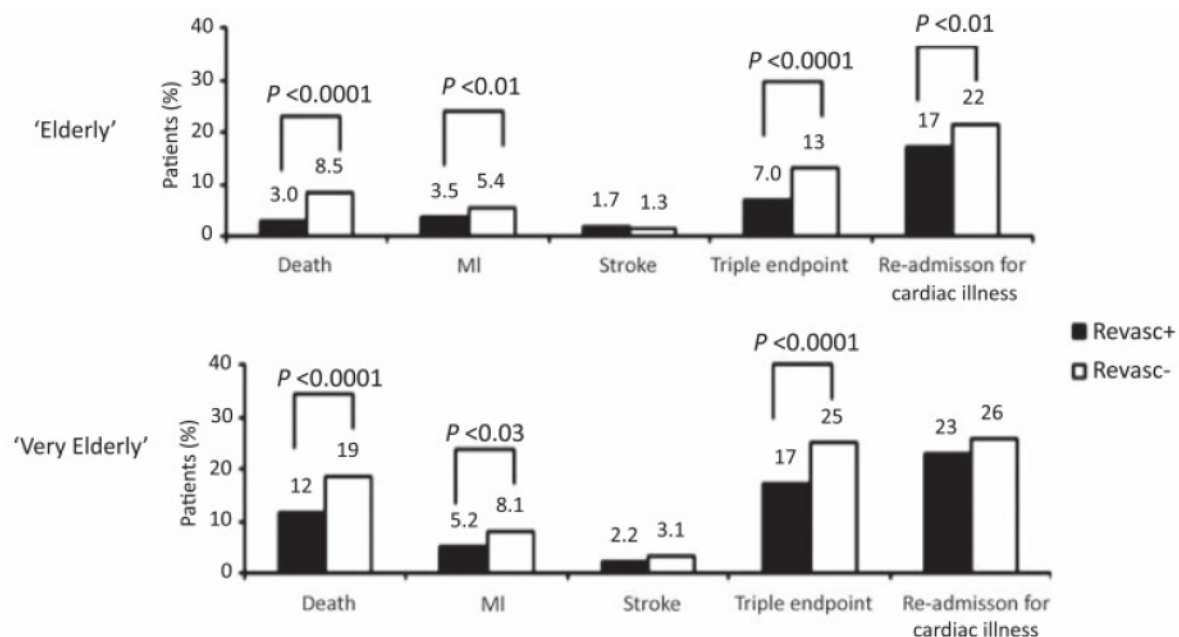 40
P <0.01
P <0.0001
30
P <0.0001
P <0.01
22
'Elderly'
Patients (%)
20
17
13
10
8.5
7.0
5.4
3.0
3.5
1.7
1.3
0
Death
MI
Stroke
Triple endpoint
Re-admisson for
cardiac illness
Revasc+
Revasc-
P <0.0001
40
P <0.0001
P <0.03
30
25
26
23
'Very Elderly'
Patients (%)
20
19
17
12
10
8.1
5.2
2.2
3.1
0
Death
MI
Stroke
Triple endpoint
Re-admisson for
cardiac illness